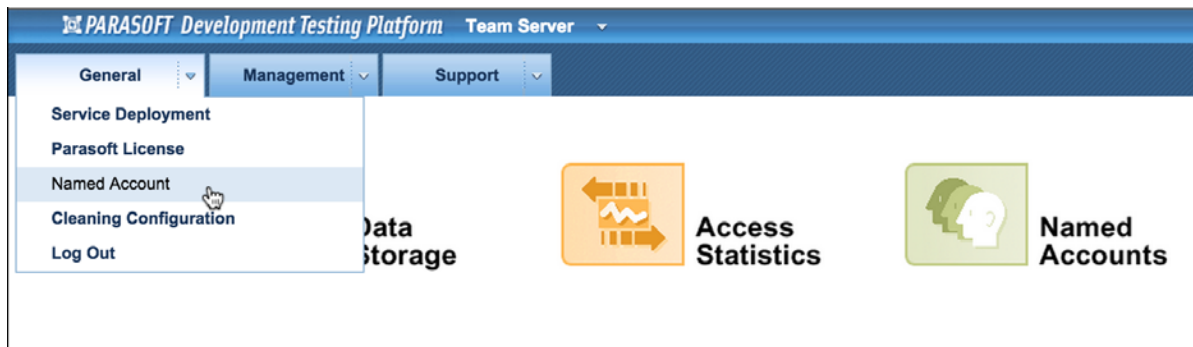 PARASOFT Development Testing Platform Team Server
General Management Support
Service Deployment
Parasoft License
Named Account
Cleaning Configuration
Log Out
Data
Storage
Access
Statistics
Named
Accounts